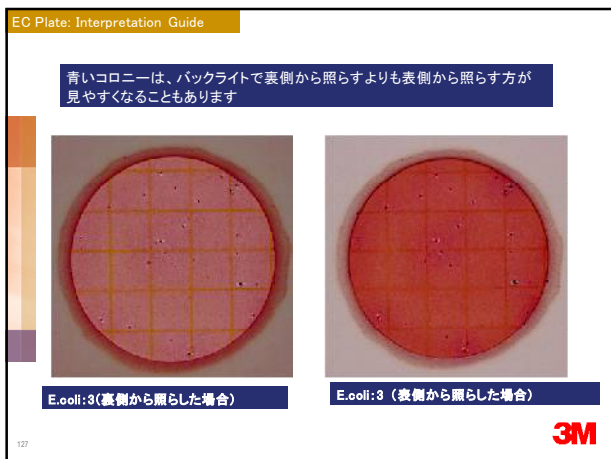 EC Plate: Interpretation Guide
青いコロニーは、バックライトで裏側から照らすよりも表側から照らす方が
見やすくなることもあります
E.coli:3(裏側から照らした場合)
E.coli:3 (表側から照らした場合)
127
3M